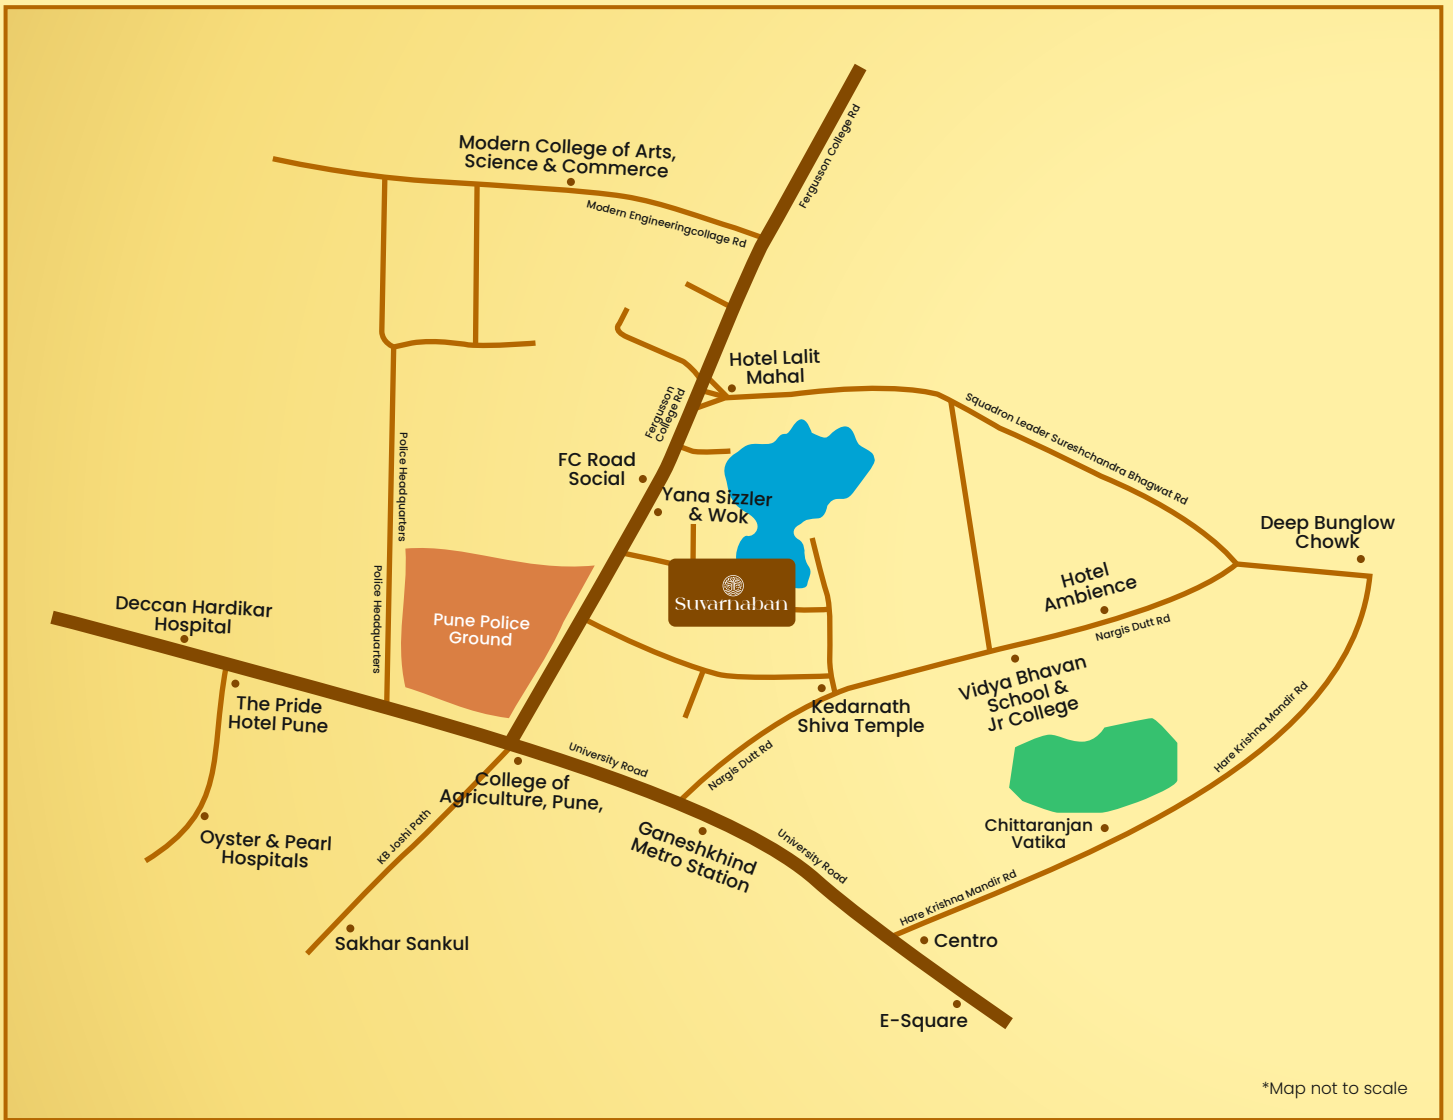 Fergusson College Rd
Modern College of Arts,
Science & Commerce
Modern Engineeringcollage Rd
Hotel Lalit
Mahal
Fergusson
College Rd
Squadron Leader Sureshchandra Bhagwat Rd
Police Headquarters
FC Road
Social
Yana Sizzler
& Wok
Deep Bunglow
Chowk
Police Headquarters
Hotel
Ambience
Suvarnaban
Deccan Hardikar
Hospital
Pune Police
Ground
Nargis Dutt Rd
Vidya Bhavan
School &
Jr College
The Pride
Hotel Pune
Kedarnath
Shiva Temple
Hare Krishna Mandir Rd
University Road
Nargis Dutt Rd
College of
Agriculture, Pune,
KB Joshi Path
Oyster & Pearl
Hospitals
Ganeshkhind
Metro Station
University Road
Chittaranjan
Vatika
Hare Krishna Mandir Rd
Sakhar Sankul
Centro
E-Square
*Map not to scale